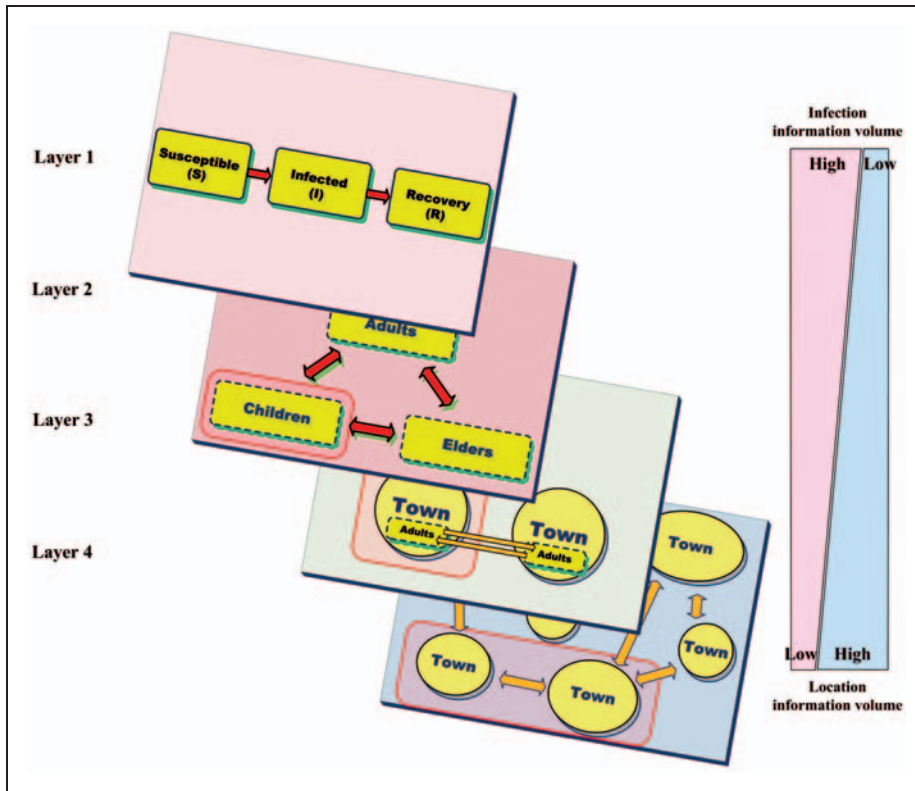 Layer 1
Susceptible
(S)
Infected
(I)
Recovery
(R)
Layer 2
Adults
Layer 3
Children
Elders
Layer 4
Town
Adults
Town
Adults
Town
Town
Town
Town
Infection
information volume
High
Low
Low
High
Location
information volume